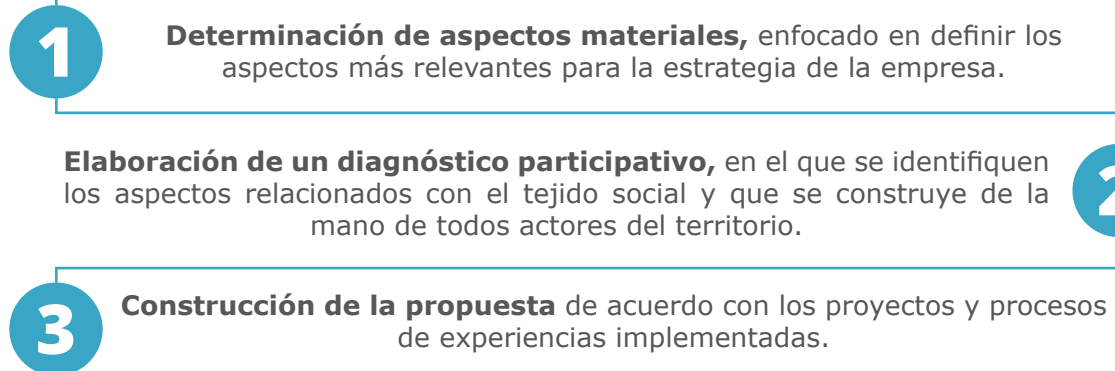 1
Determinación de aspectos materiales, enfocado en definir los
aspectos más relevantes para la estrategia de la empresa.
Elaboración de un diagnóstico participativo, en el que se identifiquen
los aspectos relacionados con el tejido social y que se construye de la
mano de todos actores del territorio.
2
3
Construcción de la propuesta de acuerdo con los proyectos y procesos
de experiencias implementadas.